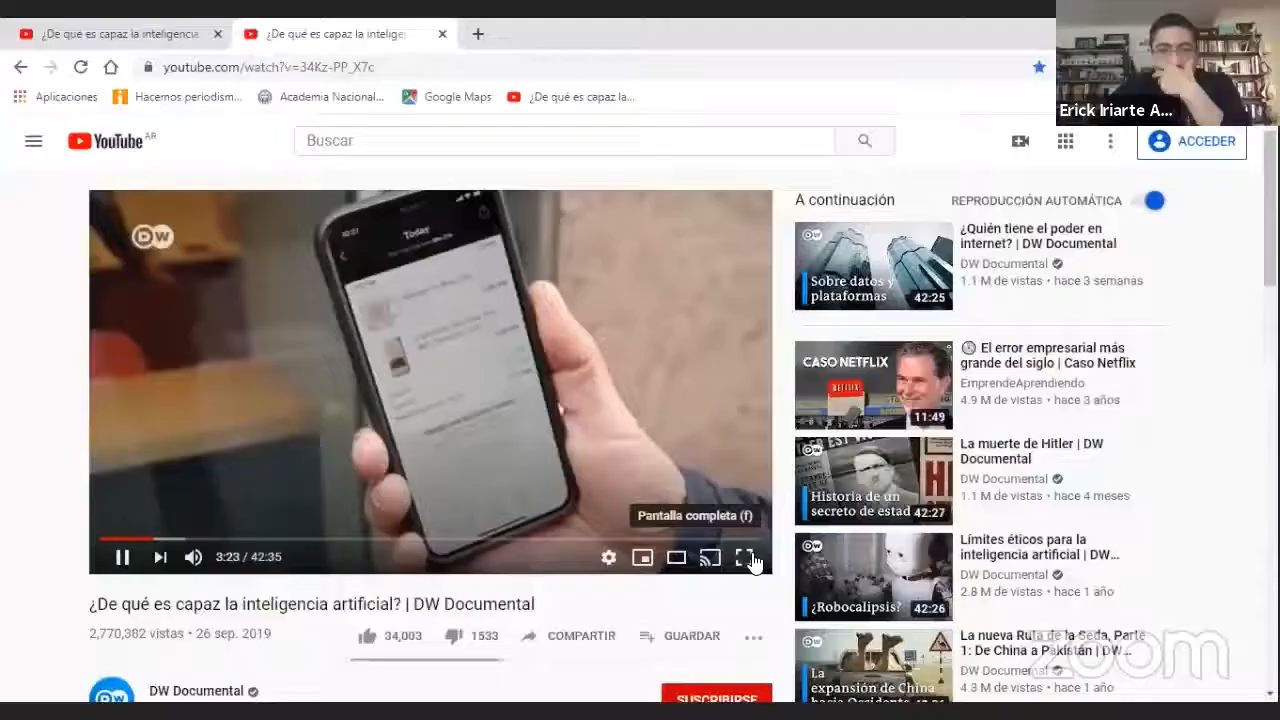 ¿De qué es capaz la inteligencia
¿De qué es capaz la intelige
youtube.com/watch?v=34Kz-PP_X7c
Aplicaciones
Hacemos periodism...
Academia Nacional...
Google Maps
¿De qué es capaz la...
Erick Iriarte A...
YouTube AR
Buscar
ACCEDER
DW
Today
Pantalla completa (f)
3:23 / 42:35
¿De qué es capaz la inteligencia artificial? | DW Documental
2,770,382 vistas • 26 sep. 2019
34,003
1533
COMPARTIR
GUARDAR
DW Documental
SUSCRIBIRSE
A continuación
REPRODUCCIÓN AUTOMÁTICA
Sobre datos y
plataformas
42:25
¿Quién tiene el poder en
internet? | DW Documental
DW Documental
1.1 M de vistas • hace 3 semanas
CASO NETFLIX
NETFLIX
11:49
El error empresarial más
grande del siglo | Caso Netflix
EmprendeAprendiendo
4.9 M de vistas • hace 3 años
Historia de un
secreto de estad
42:27
La muerte de Hitler | DW
Documental
DW Documental
1.1 M de vistas • hace 4 meses
¿Robocalipsis?
42:26
Límites éticos para la
inteligencia artificial | DW...
DW Documental
2.8 M de vistas • hace 1 año
La
expansión de China
La nueva Ruta de la Seda, Parte
1: De China a Pakistán | DW...
DW Documental
4.3 M de vistas • hace 1 año
zoom